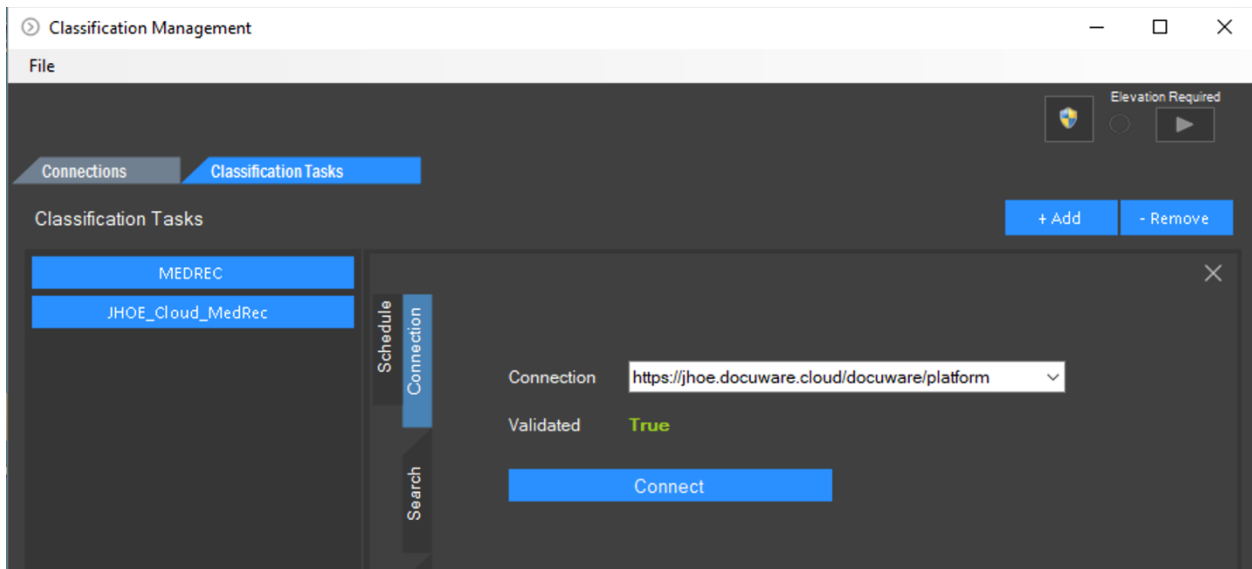 Classification Management
File
Elevation Required
Connections
Classification Tasks
Classification Tasks
+ Add
- Remove
MEDREC
JHOE_Cloud_MedRec
Schedule
Connection
Search
Connection
https://jhoe.docuware.cloud/docuware/platform
Validated
True
Connect